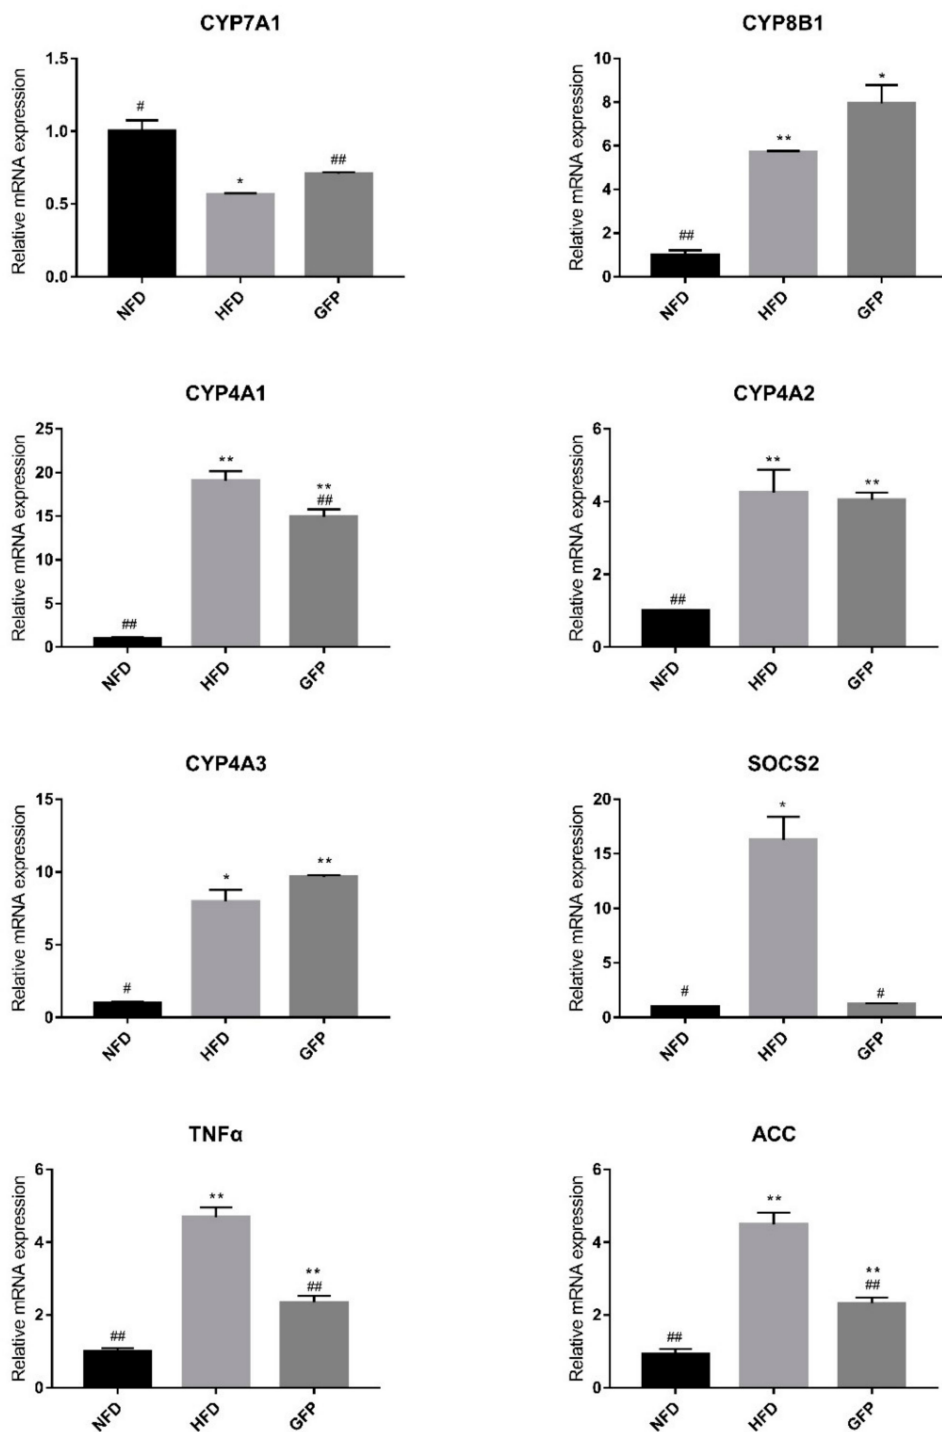 CYP7A1
Relative mRNA expression
1.5
1.0
0.5
0.0
#
*
##
NFD
HFD
GFP
CYP8B1
Relative mRNA expression
10
8
6
4
2
0
##
**
*
NFD
HFD
GFP
CYP4A1
Relative mRNA expression
25
20
15
10
5
0
##
**
**
##
NFD
HFD
GFP
CYP4A2
Relative mRNA expression
6
4
2
0
##
**
**
NFD
HFD
GFP
CYP4A3
Relative mRNA expression
15
10
5
0
#
*
**
NFD
HFD
GFP
SOCS2
Relative mRNA expression
20
15
10
5
0
#
*
#
NFD
HFD
GFP
TNFα
Relative mRNA expression
6
4
2
0
##
**
**
##
NFD
HFD
GFP
ACC
Relative mRNA expression
6
4
2
0
##
**
**
##
NFD
HFD
GFP